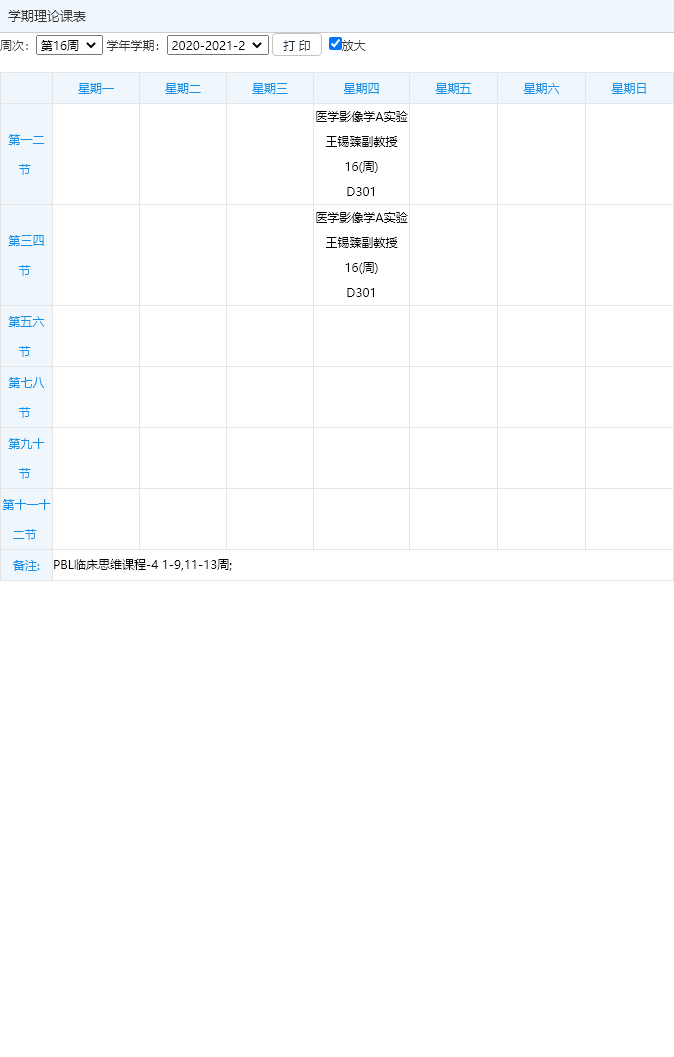 学期理论课表
周次: 第16周 学年学期: 2020-2021-2 打 印 放大
星期一 星期二 星期三 星期四 星期五 星期六 星期日
第一二
节
医学影像学A实验
王锡臻副教授
16(周)
D301
第三四
节
医学影像学A实验
王锡臻副教授
16(周)
D301
第五六
节
第七八
节
第九十
节
第十一十
二节
备注: PBL临床思维课程-4 1-9,11-13周;